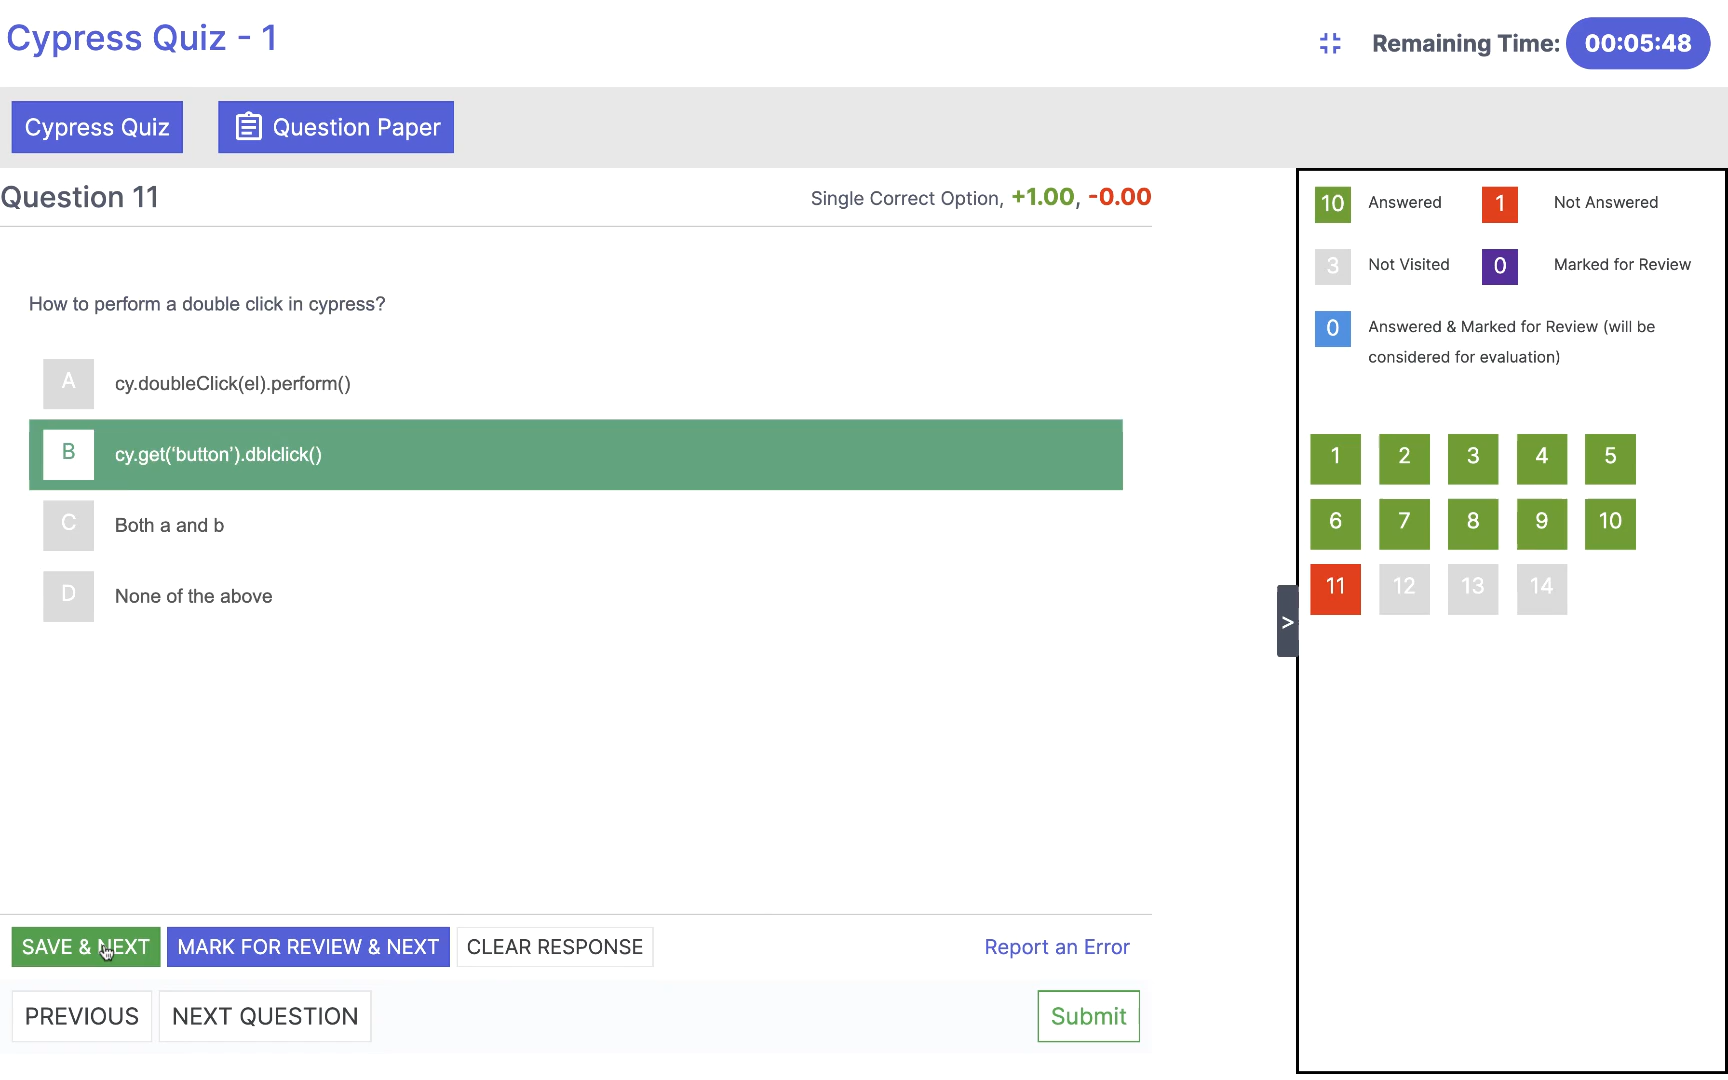 Cypress Quiz - 1
Remaining Time: 00:05:48
Cypress Quiz
Question Paper
Question 11
Single Correct Option, +1.00, -0.00
How to perform a double click in cypress?
A cy.doubleClick(el).perform()
B cy.get(‘button’).dblclick()
C Both a and b
D None of the above
SAVE & NEXT
MARK FOR REVIEW & NEXT
CLEAR RESPONSE
Report an Error
PREVIOUS
NEXT QUESTION
Submit
>
10 Answered
1 Not Answered
3 Not Visited
0 Marked for Review
0 Answered & Marked for Review (will be
considered for evaluation)
1 2 3 4 5
6 7 8 9 10
11 12 13 14